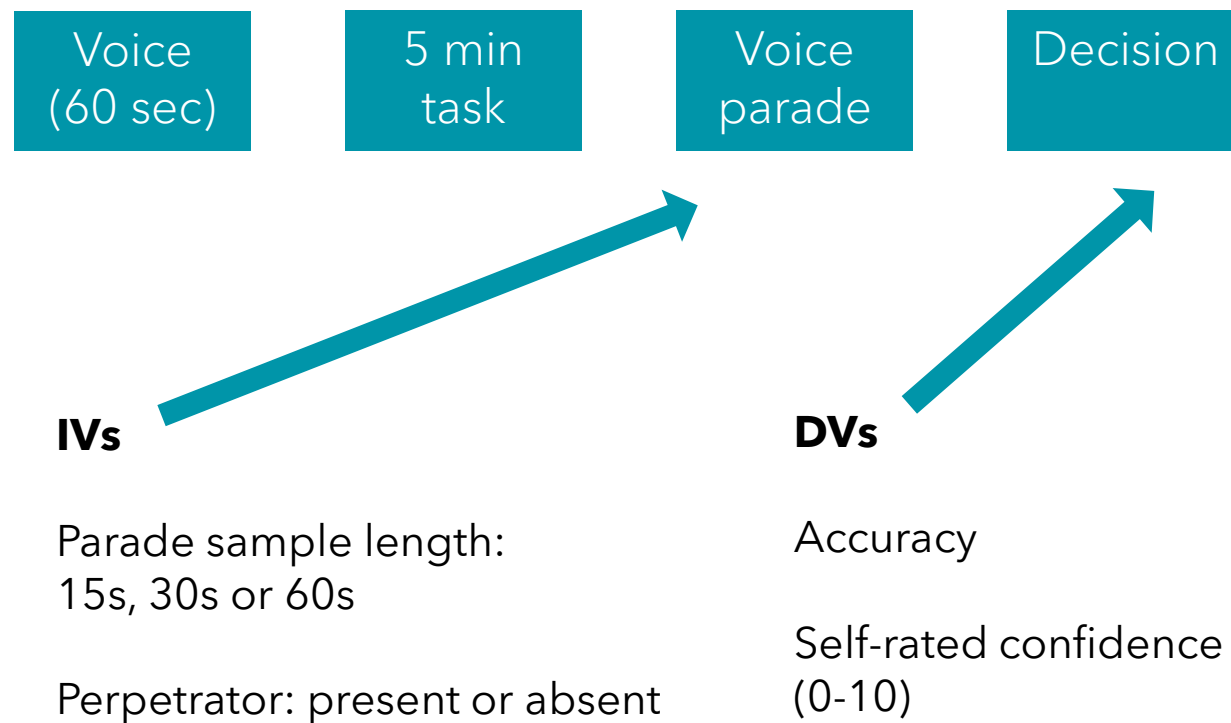 Voice
(60 sec)
5 min
task
Voice
parade
Decision
IVs
Parade sample length:
15s, 30s or 60s
Perpetrator: present or absent
DVs
Accuracy
Self-rated confidence
(0-10)